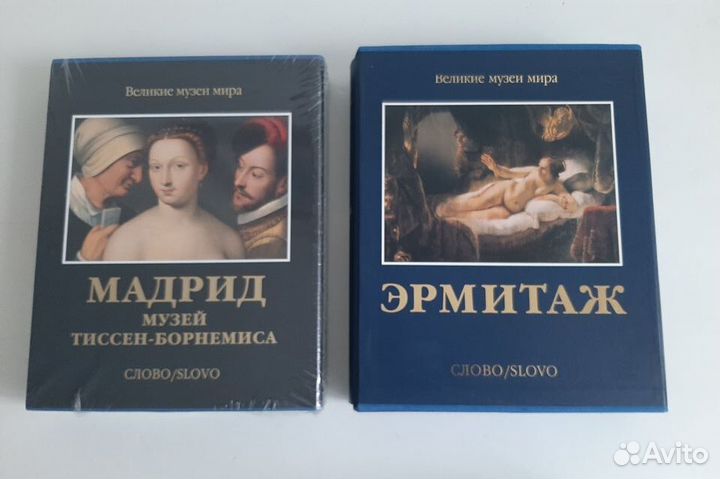 Великие музеи мира
МАДРИД
МУЗЕЙ
ТИССЕН-БОРНЕМИСА
СЛОВО/SLOVO
Великие музеи мира
ЭРМИТАЖ
СЛОВО/SLOVO
Avito